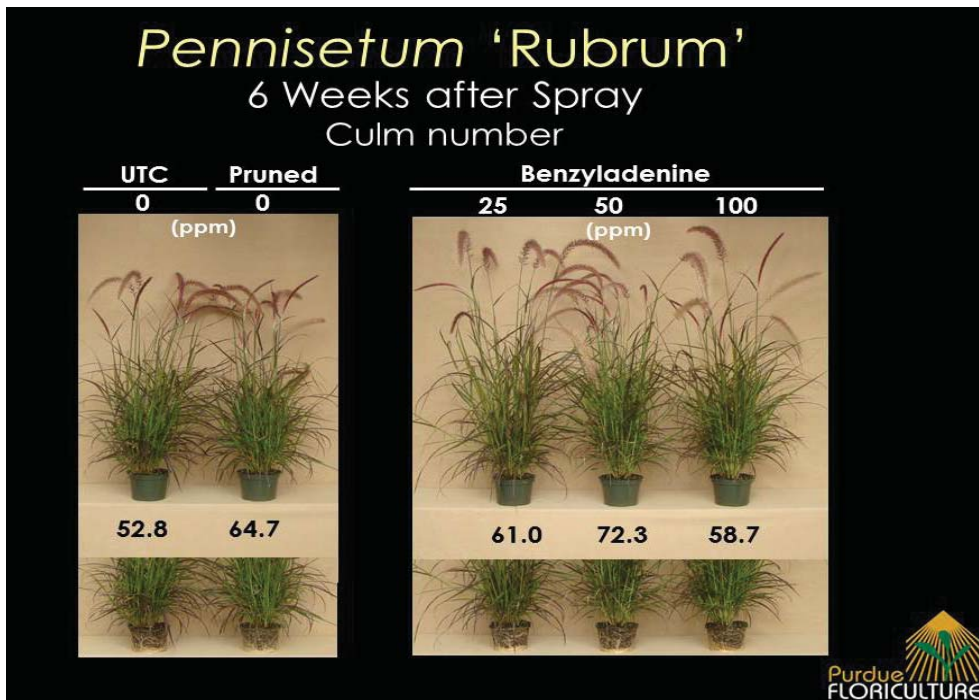 Pennisetum ‘Rubrum’
6 Weeks after Spray
Culm number
UTC Pruned
0 0
(ppm)
Benzyladenine
25 50 100
(ppm)
52.8 64.7
61.0 72.3 58.7
Purdue
FLORICULTURE